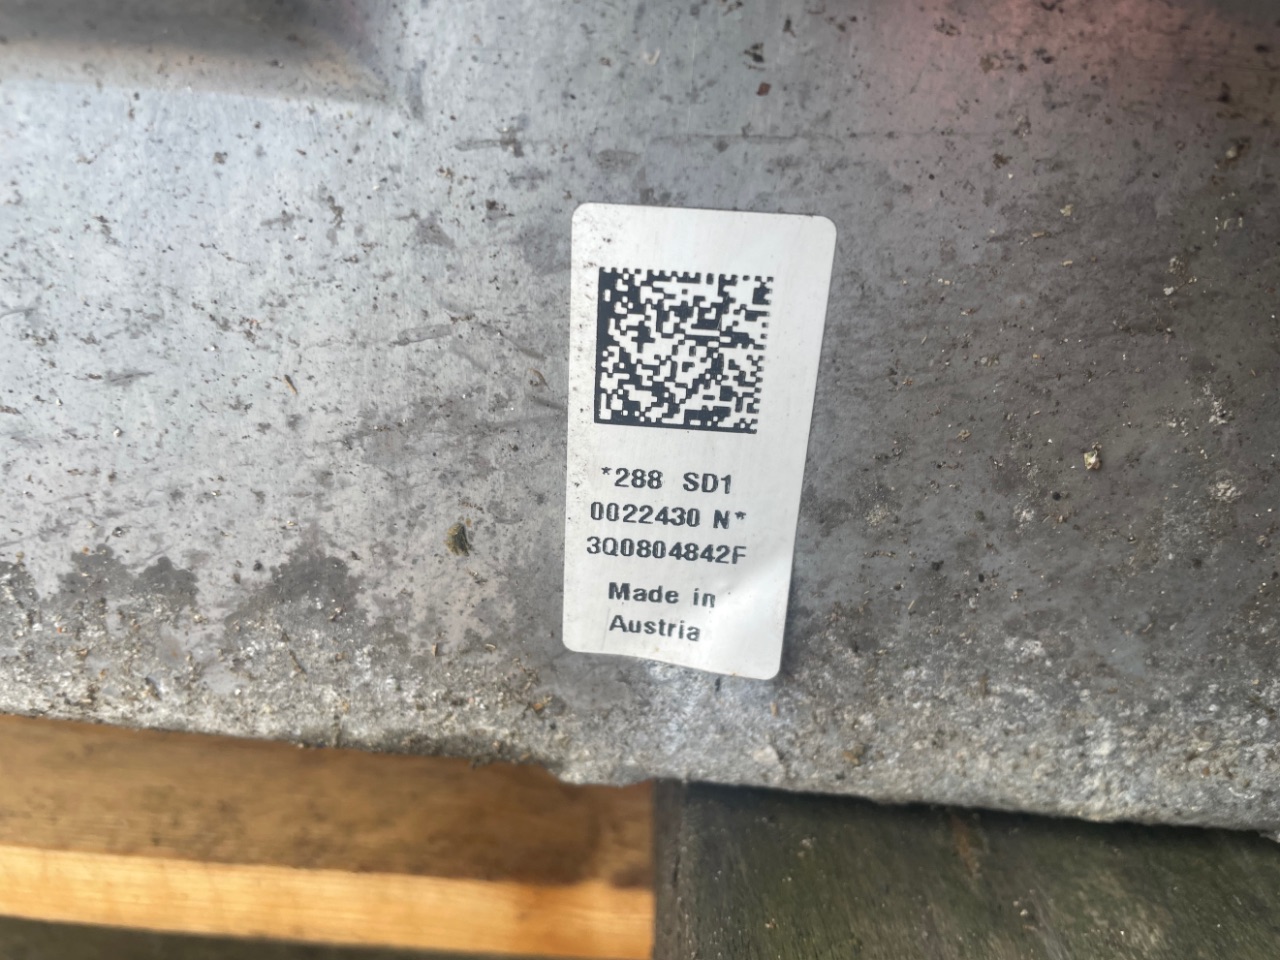 *288 SD1
0022430 N*
3Q0804842F
Made in
Austria